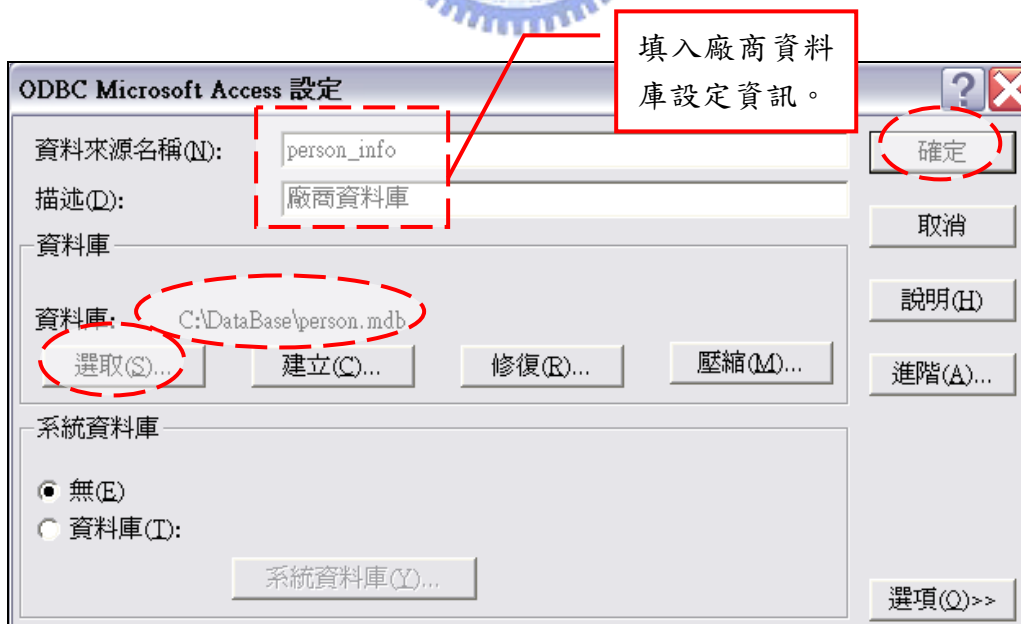 填入廠商資料
庫設定資訊。
ODBC Microsoft Access 設定
資料來源名稱(N): person_info
確定
描述(D): 廠商資料庫
取消
資料庫
資料庫: C:\DataBase\person.mdb
說明(H)
選取(S)... 建立(C)... 修復(R)... 壓縮(M)...
進階(A)...
系統資料庫
無(E)
資料庫(T):
系統資料庫(Y)...
選項(O)>>